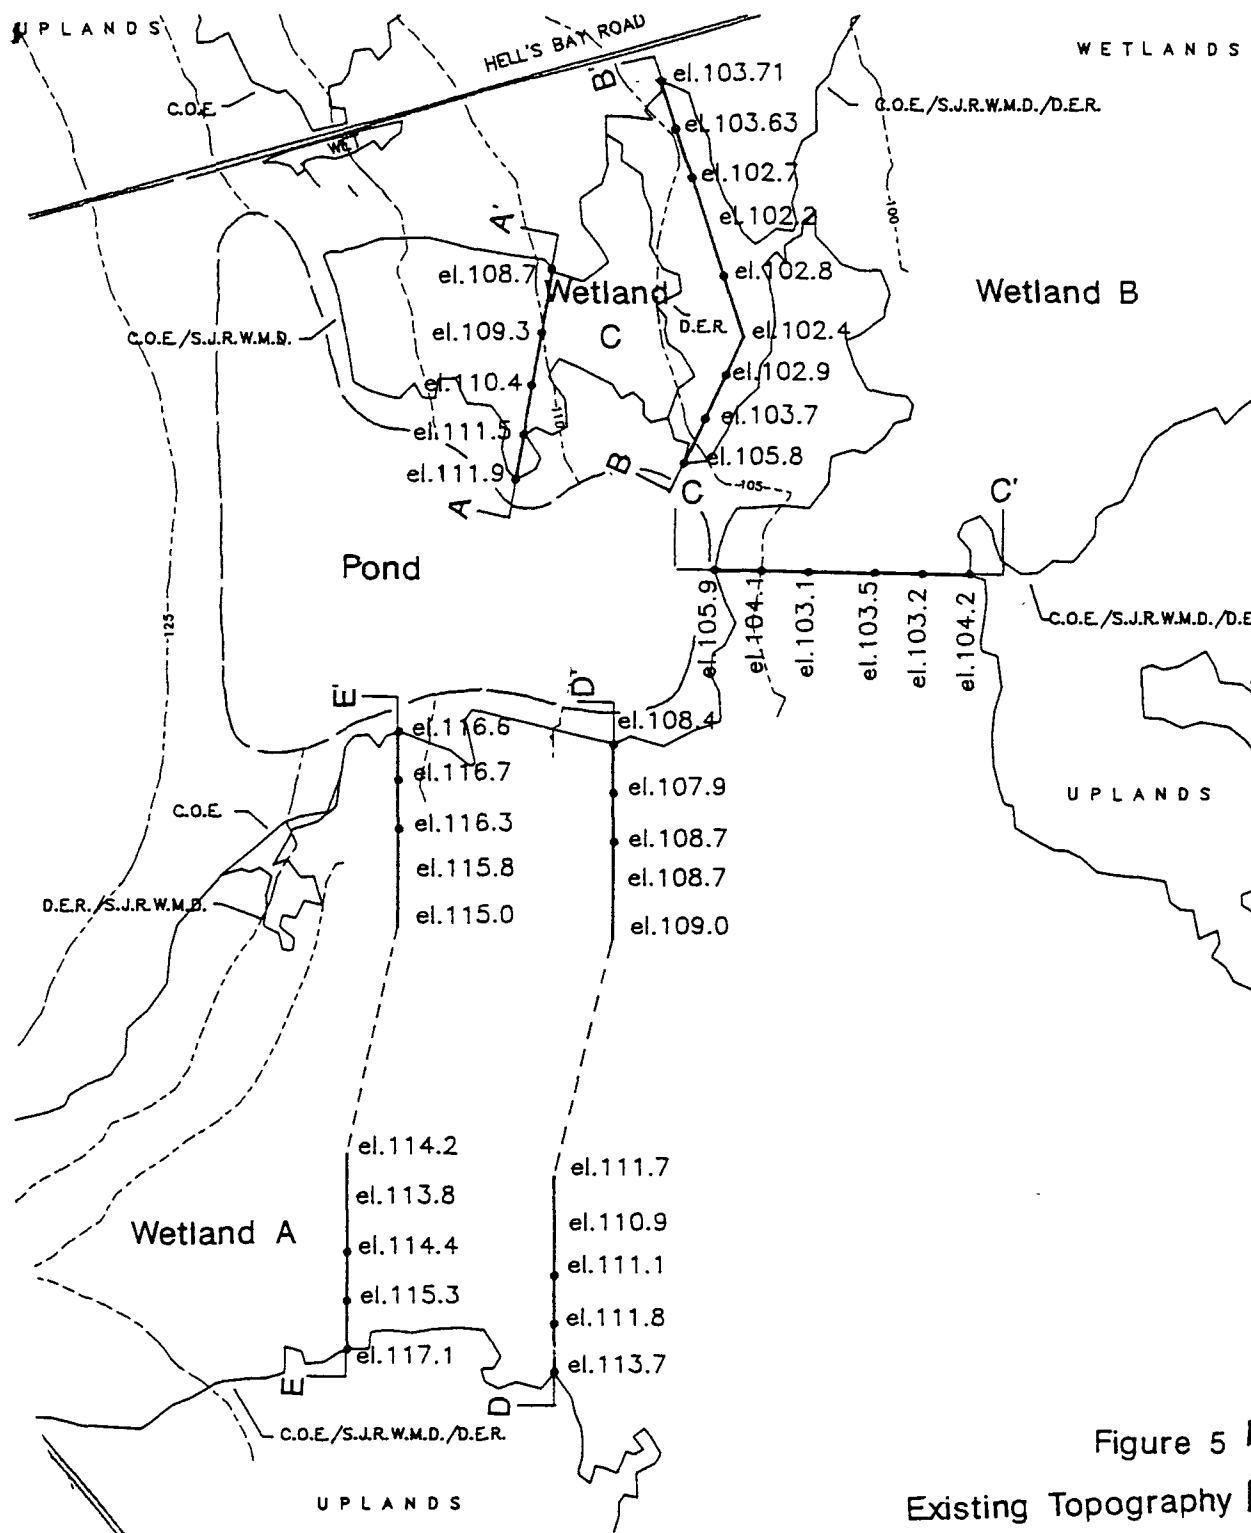 UPLANDS
HELL'S BAY ROAD
WETLANDS
C.O.E.
B'
el.103.71
C.O.E./S.J.R.W.M.D./D.E.R.
el.103.63
WE
el.102.7
A'
el.102.2
-100-
el.108.7
el.102.8
Wetland
C
Wetland B
C.O.E./S.J.R.W.M.D.
el.109.3
D.E.R.
el.102.4
el.110.4
el.102.9
-110-
el.103.7
el.111.5
el.105.8
el.111.9
B
A
-105-
C
C'
Pond
el.105.9
el.104.1
el.103.1
el.103.5
el.103.2
el.104.2
-125-
C.O.E./S.J.R.W.M.D./D.E
E'
D'
el.116.6
el.108.4
el.116.7
el.107.9
UPLANDS
C.O.E.
el.116.3
el.108.7
el.115.8
el.108.7
D.E.R./S.J.R.W.M.D.
el.115.0
el.109.0
el.114.2
el.111.7
el.113.8
Wetland A
el.110.9
el.114.4
el.111.1
el.115.3
el.111.8
el.117.1
el.113.7
E
D
C.O.E./S.J.R.W.M.D./D.E.R.
Figure 5
UPLANDS
Existing Topography